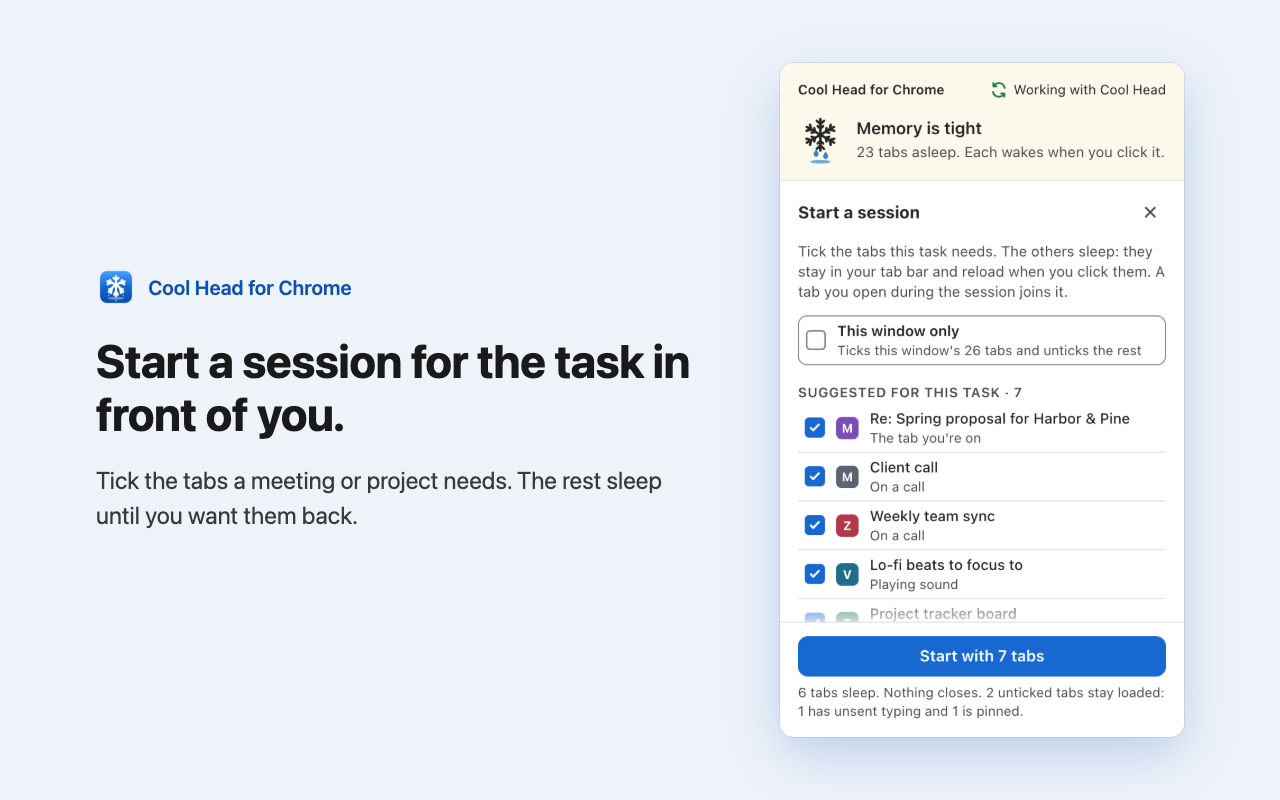 Cool Head for Chrome
Start a session for the task in
front of you.
Tick the tabs a meeting or project needs. The rest sleep
until you want them back.
Cool Head for Chrome
Working with Cool Head
Memory is tight
23 tabs asleep. Each wakes when you click it.
Start a session
Tick the tabs this task needs. The others sleep: they
stay in your tab bar and reload when you click them. A
tab you open during the session joins it.
This window only
Ticks this window's 26 tabs and unticks the rest
SUGGESTED FOR THIS TASK · 7
M
Re: Spring proposal for Harbor & Pine
The tab you're on
M
Client call
On a call
Z
Weekly team sync
On a call
V
Lo-fi beats to focus to
Playing sound
Project tracker board
Start with 7 tabs
6 tabs sleep. Nothing closes. 2 unticked tabs stay loaded:
1 has unsent typing and 1 is pinned.